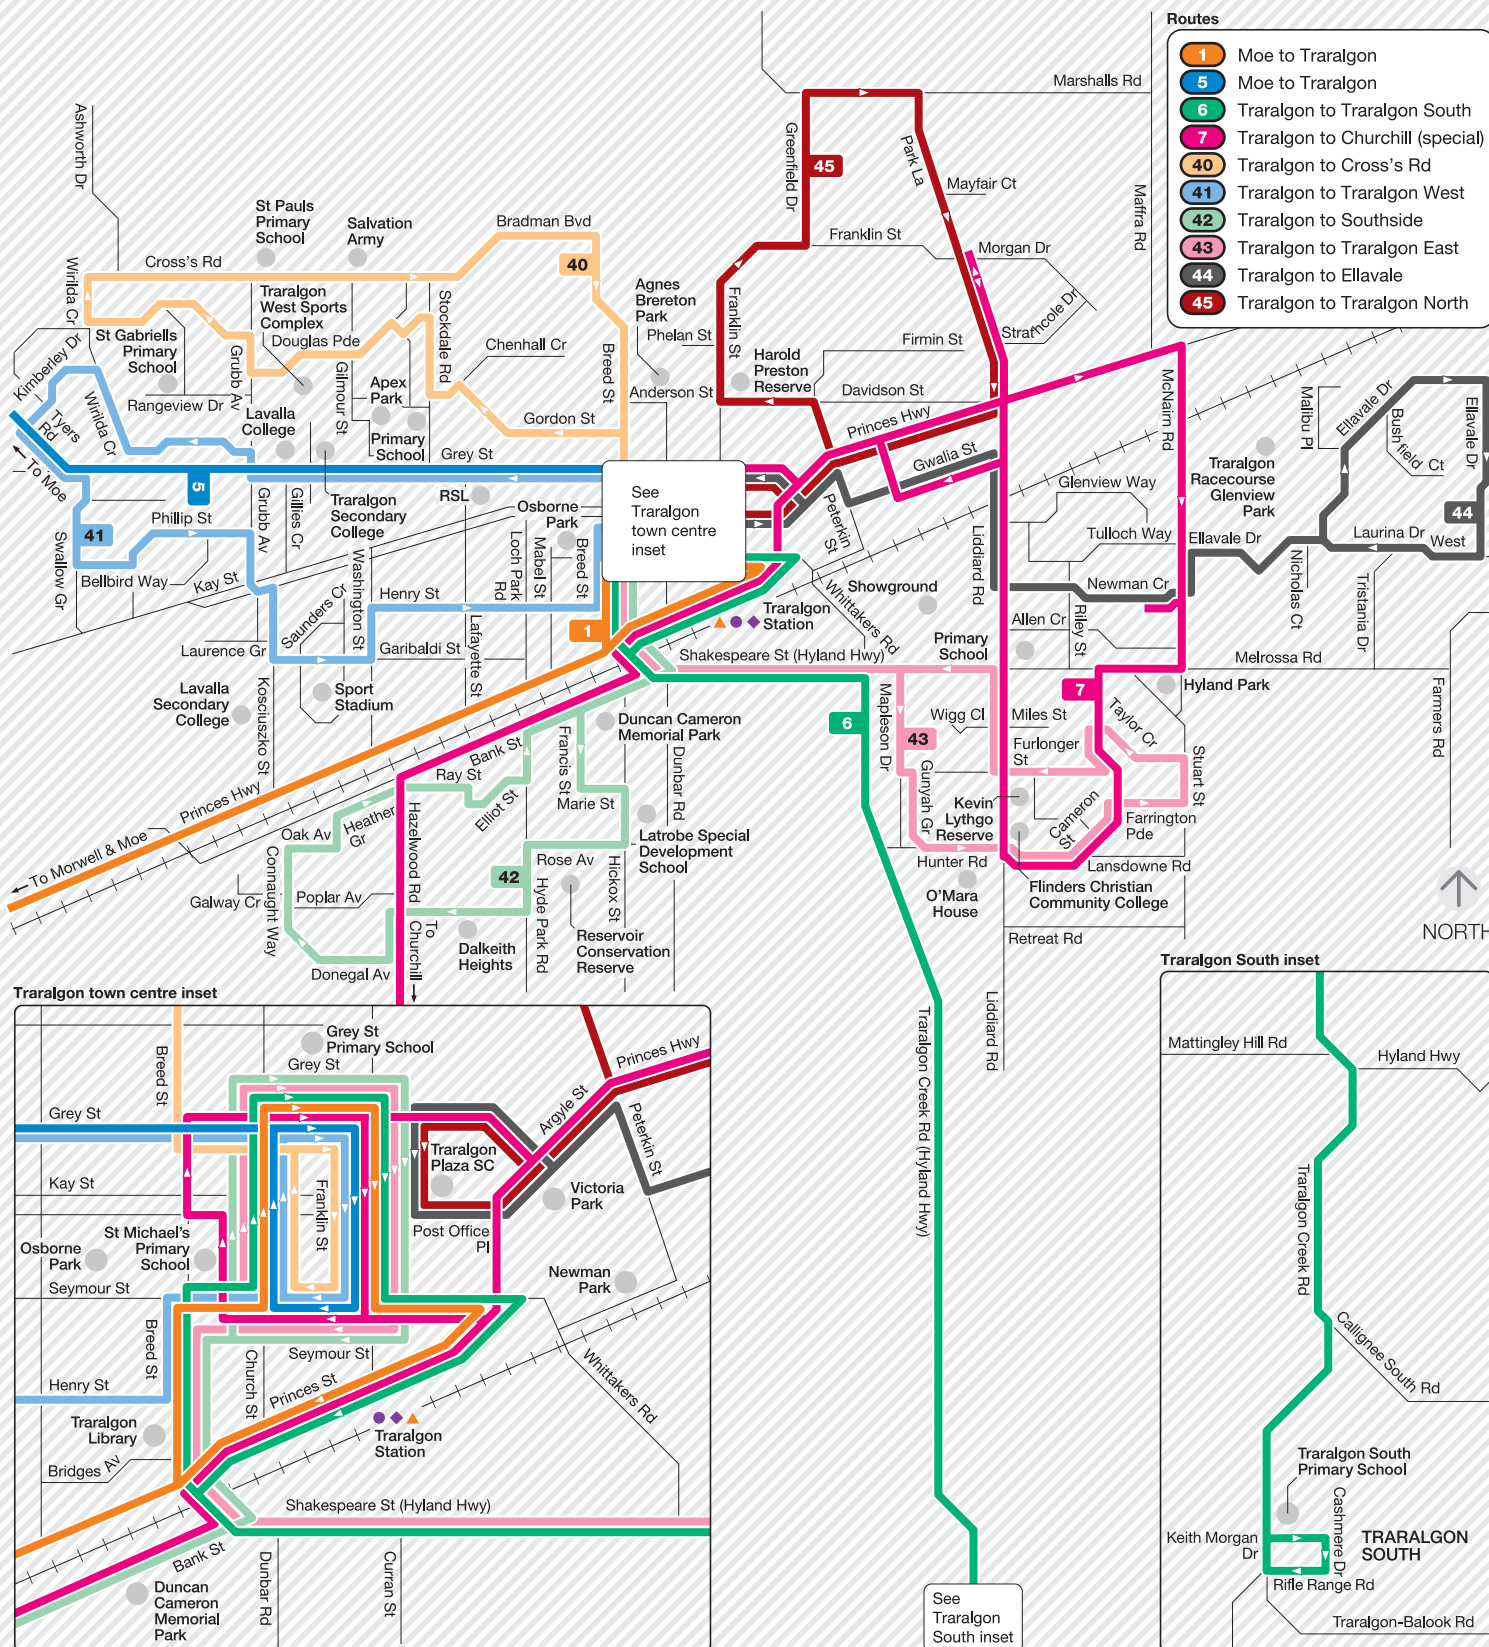 Routes
1 Moe to Traralgon
5 Moe to Traralgon
6 Traralgon to Traralgon South
7 Traralgon to Churchill (special)
40 Traralgon to Cross's Rd
41 Traralgon to Traralgon West
42 Traralgon to Southside
43 Traralgon to Traralgon East
44 Traralgon to Ellavale
45 Traralgon to Traralgon North
Marshalls Rd
Ashworth Dr
Greenfield Dr
45
Park La
Mayfair Ct
Maffra Rd
St Pauls
Primary
School
Salvation
Army
Bradman Bvd
Franklin St
Morgan Dr
Cross's Rd
40
Wirilda Cr
Traralgon
West Sports
Complex
Stockdale Rd
Agnes
Brereton
Park
Franklin St
Strathcole Dr
Kimberley Dr
St Gabriells
Primary
School
Douglas Pde
Phelan St
Firmin St
Chenhall Cr
Breed St
Harold
Preston
Reserve
Grubb Av
Gilmour St
Apex
Park
Anderson St
Davidson St
McNairn Rd
Malibu Pl
Ellavale Dr
Bushfield
Ct
Ellavale Dr
Tyers
Rd
Wirilda Cr
Rangeview Dr
Lavalla
College
Primary
School
Gordon St
Princes Hwy
To Moe
Grey St
Gwalia St
Traralgon
Racecourse
Glenview
Park
5
RSL
See
Traralgon
town centre
inset
Glenview Way
Traralgon
Secondary
College
Osborne
Park
Peterkin
St
44
Phillip St
41
Grubb Av
Gillies Cr
Tulloch Way
Ellavale Dr
Laurina Dr
West
Swallow Gr
Bellbird Way
Kay St
Washington St
Loch Park
Rd
Mabel St
Breed St
Liddiard Rd
Newman Cr
Nicholas Ct
Tristania Dr
Saunders Cr
Henry St
Showground
Whittakers Rd
Traralgon
Station
1
Allen Cr
Riley St
Laurence Gr
Garibaldi St
Lafayette St
Shakespeare St (Hyland Hwy)
Primary
School
Melrossa Rd
Lavalla
Secondary
College
Kosciuszko St
Sport
Stadium
7
Hyland Park
Farmers Rd
6
Mapleson Dr
Wigg Cl
Miles St
Taylor Cr
Duncan Cameron
Memorial Park
43
Bank St
Francis St
Dunbar Rd
Furlonger
St
Stuart St
Princes Hwy
Ray St
Gunyah Gr
Marie St
Elliot St
Kevin
Lythgo
Reserve
Cameron
St
Farrington
Pde
Oak Av
Heather
Gr
Hazelwood Rd
Latrobe Special
Development
School
To Morwell & Moe
Connaught Way
Rose Av
Hunter Rd
Lansdowne Rd
42
Galway Cr
Poplar Av
Hyde Park Rd
Hickox St
O'Mara
House
Flinders Christian
Community College
To
Churchill
Dalkeith
Heights
Reservoir
Conservation
Reserve
Retreat Rd
NORTH
Donegal Av
Liddiard Rd
Traralgon Creek Rd (Hyland Hwy)
See
Traralgon
South inset
Traralgon town centre inset
Grey St
Primary School
Grey St
Princes Hwy
Breed St
Grey St
Argyle St
Peterkin St
Traralgon
Plaza SC
Kay St
Franklin St
Victoria
Park
St Michael's
Primary
School
Osborne
Park
Post Office
Pl
Newman
Park
Seymour St
Breed St
Church St
Seymour St
Henry St
Princes St
Whittakers Rd
Traralgon
Library
Traralgon
Station
Bridges Av
Shakespeare St (Hyland Hwy)
Bank St
Dunbar Rd
Curran St
Duncan
Cameron
Memorial
Park
Traralgon South inset
Mattingley Hill Rd
Hyland Hwy
Traralgon Creek Rd
Callignee South Rd
Traralgon South
Primary School
Keith Morgan
Dr
Cashmere Dr
TRARALGON
SOUTH
Rifle Range Rd
Traralgon-Balook Rd